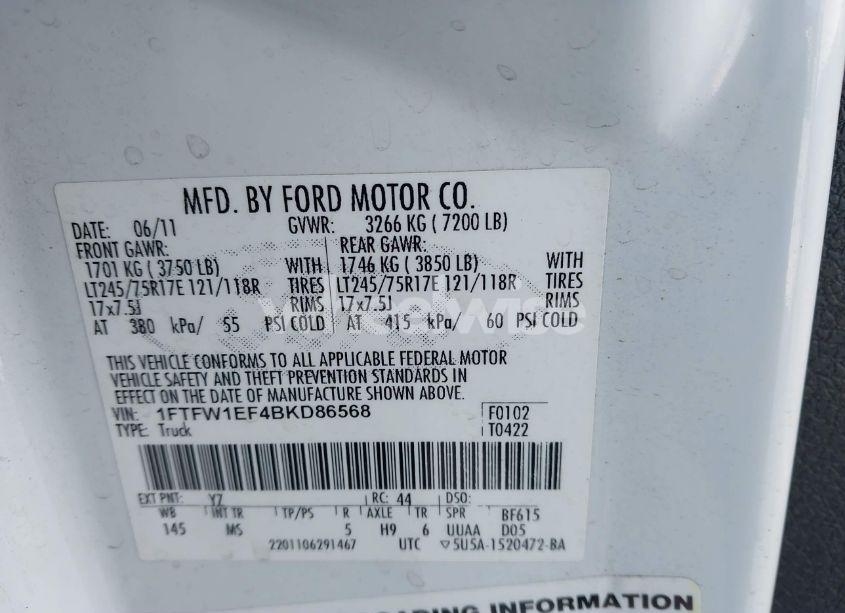 MFD. BY FORD MOTOR CO.
DATE: 06/11 GVWR: 3266 KG ( 7200 LB)
FRONT GAWR: REAR GAWR:
1701 KG ( 3750 LB) WITH 1746 KG ( 3850 LB) WITH
LT245/75R17E 121/118R TIRES LT245/75R17E 121/118R TIRES
17x7.5J RIMS 17x7.5J RIMS
AT 380 kPa/ 55 PSI COLD AT 415 kPa/ 60 PSI COLD
THIS VEHICLE CONFORMS TO ALL APPLICABLE FEDERAL MOTOR
VEHICLE SAFETY AND THEFT PREVENTION STANDARDS IN
EFFECT ON THE DATE OF MANUFACTURE SHOWN ABOVE.
VIN: 1FTFW1EF4BKD86568 F0102
TYPE: Truck T0422
EXT PNT: YZ RC: 44 DSO:
WB INT TR TP/PS R AXLE TR SPR BF615
145 MS 5 H9 6 UUAA D05
2201106291467 UTC ▽5U5A-1520472-BA
LOADING INFORMATION